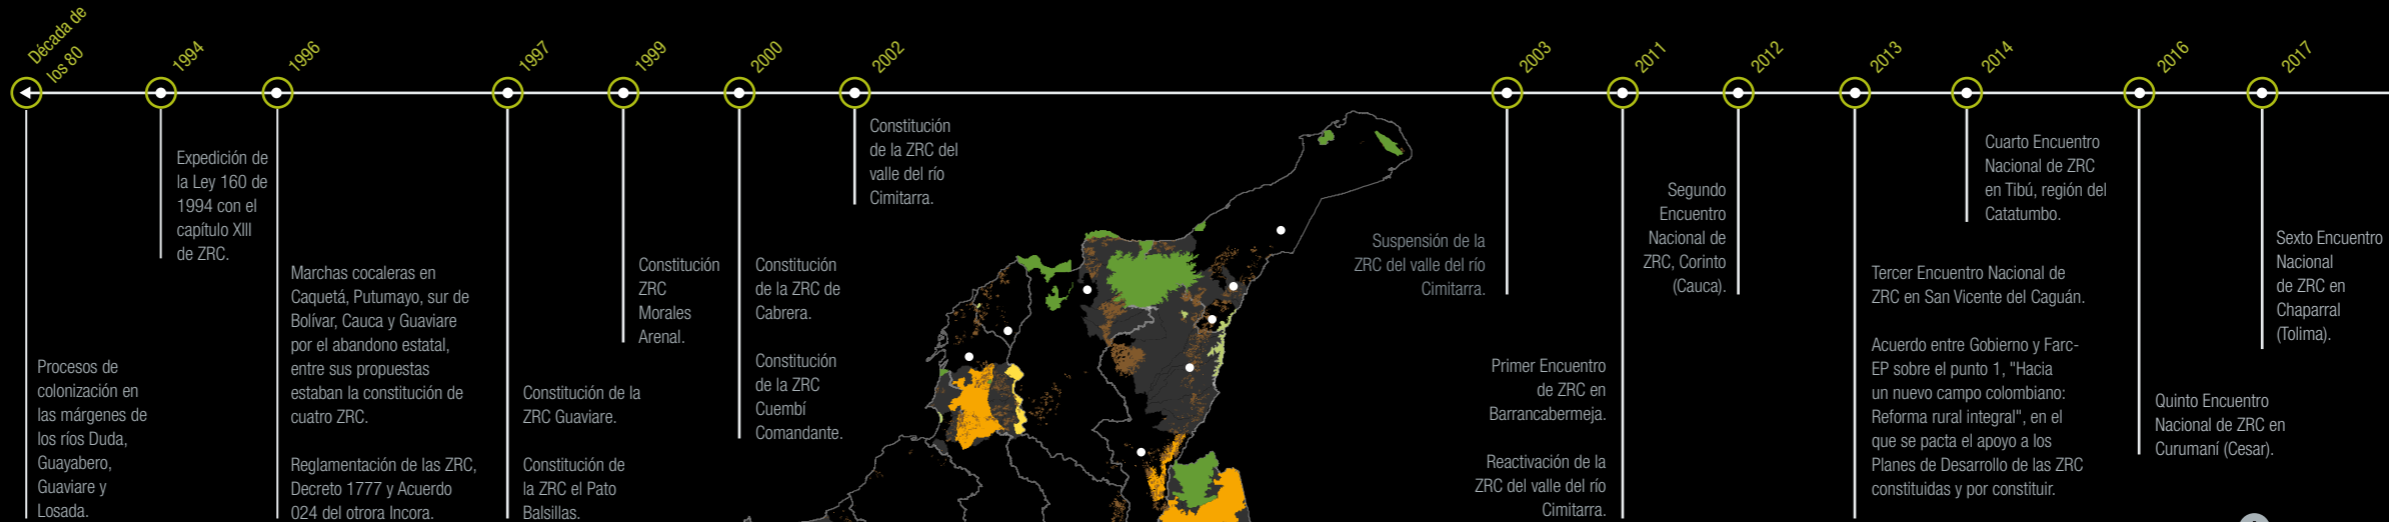 Década de
los 80
Procesos de
colonización en
las márgenes de
los ríos Duda,
Guayabero,
Guaviare y
Losada.
1994
Expedición de
la Ley 160 de
1994 con el
capítulo XIII
de ZRC.
1996
Marchas cocaleras en
Caquetá, Putumayo, sur de
Bolívar, Cauca y Guaviare
por el abandono estatal,
entre sus propuestas
estaban la constitución de
cuatro ZRC.
Reglamentación de las ZRC,
Decreto 1777 y Acuerdo
024 del otrora Incora.
1997
Constitución de la
ZRC Guaviare.
Constitución de
la ZRC el Pato
Balsillas.
1999
Constitución
ZRC
Morales
Arenal.
2000
Constitución
de la ZRC de
Cabrera.
Constitución
de la ZRC
Cuembí
Comandante.
2002
Constitución
de la ZRC del
valle del río
Cimitarra.
2003
Suspensión de la
ZRC del valle del río
Cimitarra.
2011
Primer Encuentro
de ZRC en
Barrancabermeja.
Reactivación de la
ZRC del valle del río
Cimitarra.
2012
Segundo
Encuentro
Nacional de
ZRC, Corinto
(Cauca).
2013
Tercer Encuentro Nacional de
ZRC en San Vicente del Caguán.
Acuerdo entre Gobierno y Farc-
EP sobre el punto 1, "Hacia
un nuevo campo colombiano:
Reforma rural integral", en el
que se pacta el apoyo a los
Planes de Desarrollo de las ZRC
constituidas y por constituir.
2014
Cuarto Encuentro
Nacional de ZRC
en Tibú, región del
Catatumbo.
2016
Quinto Encuentro
Nacional de ZRC en
Curumaní (Cesar).
2017
Sexto Encuentro
Nacional
de ZRC en
Chaparral
(Tolima).